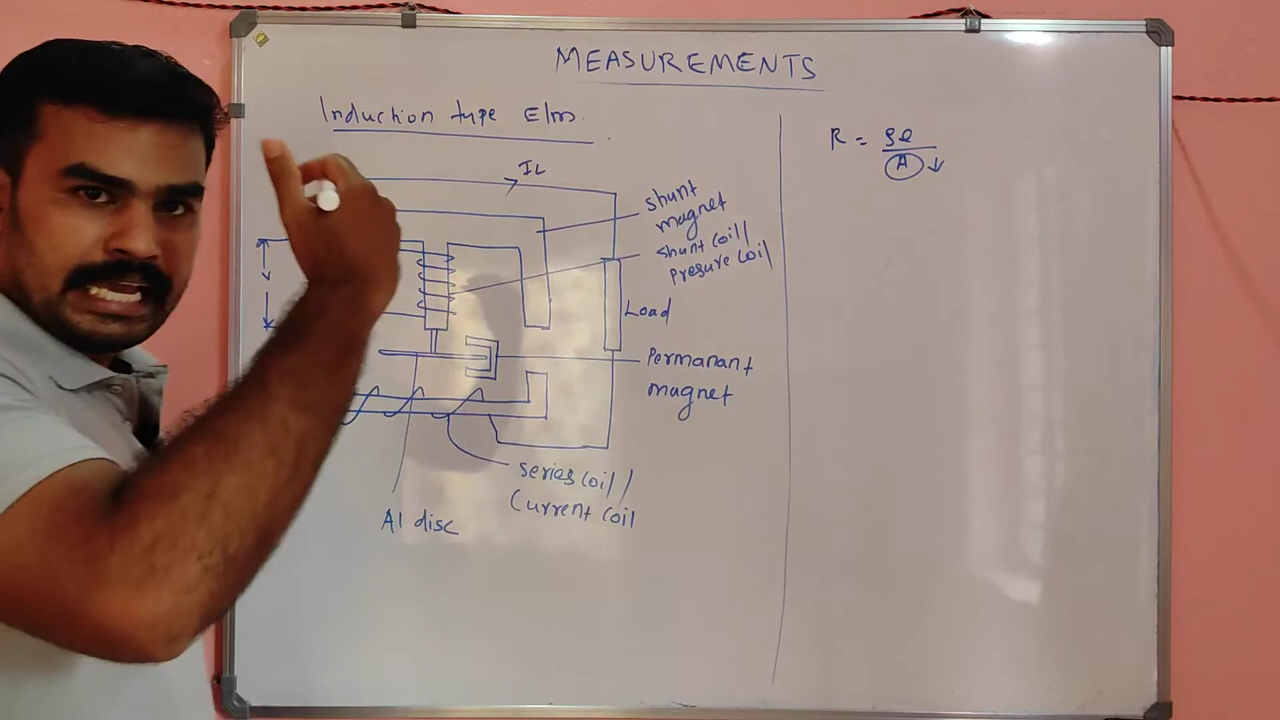 MEASUREMENTS
Induction type Elm.
IL
shunt
magnet
shunt coil/
presure coil
V
Load
Permanant
magnet
series coil/
Current coil
Al disc
R = ρl
A ↓